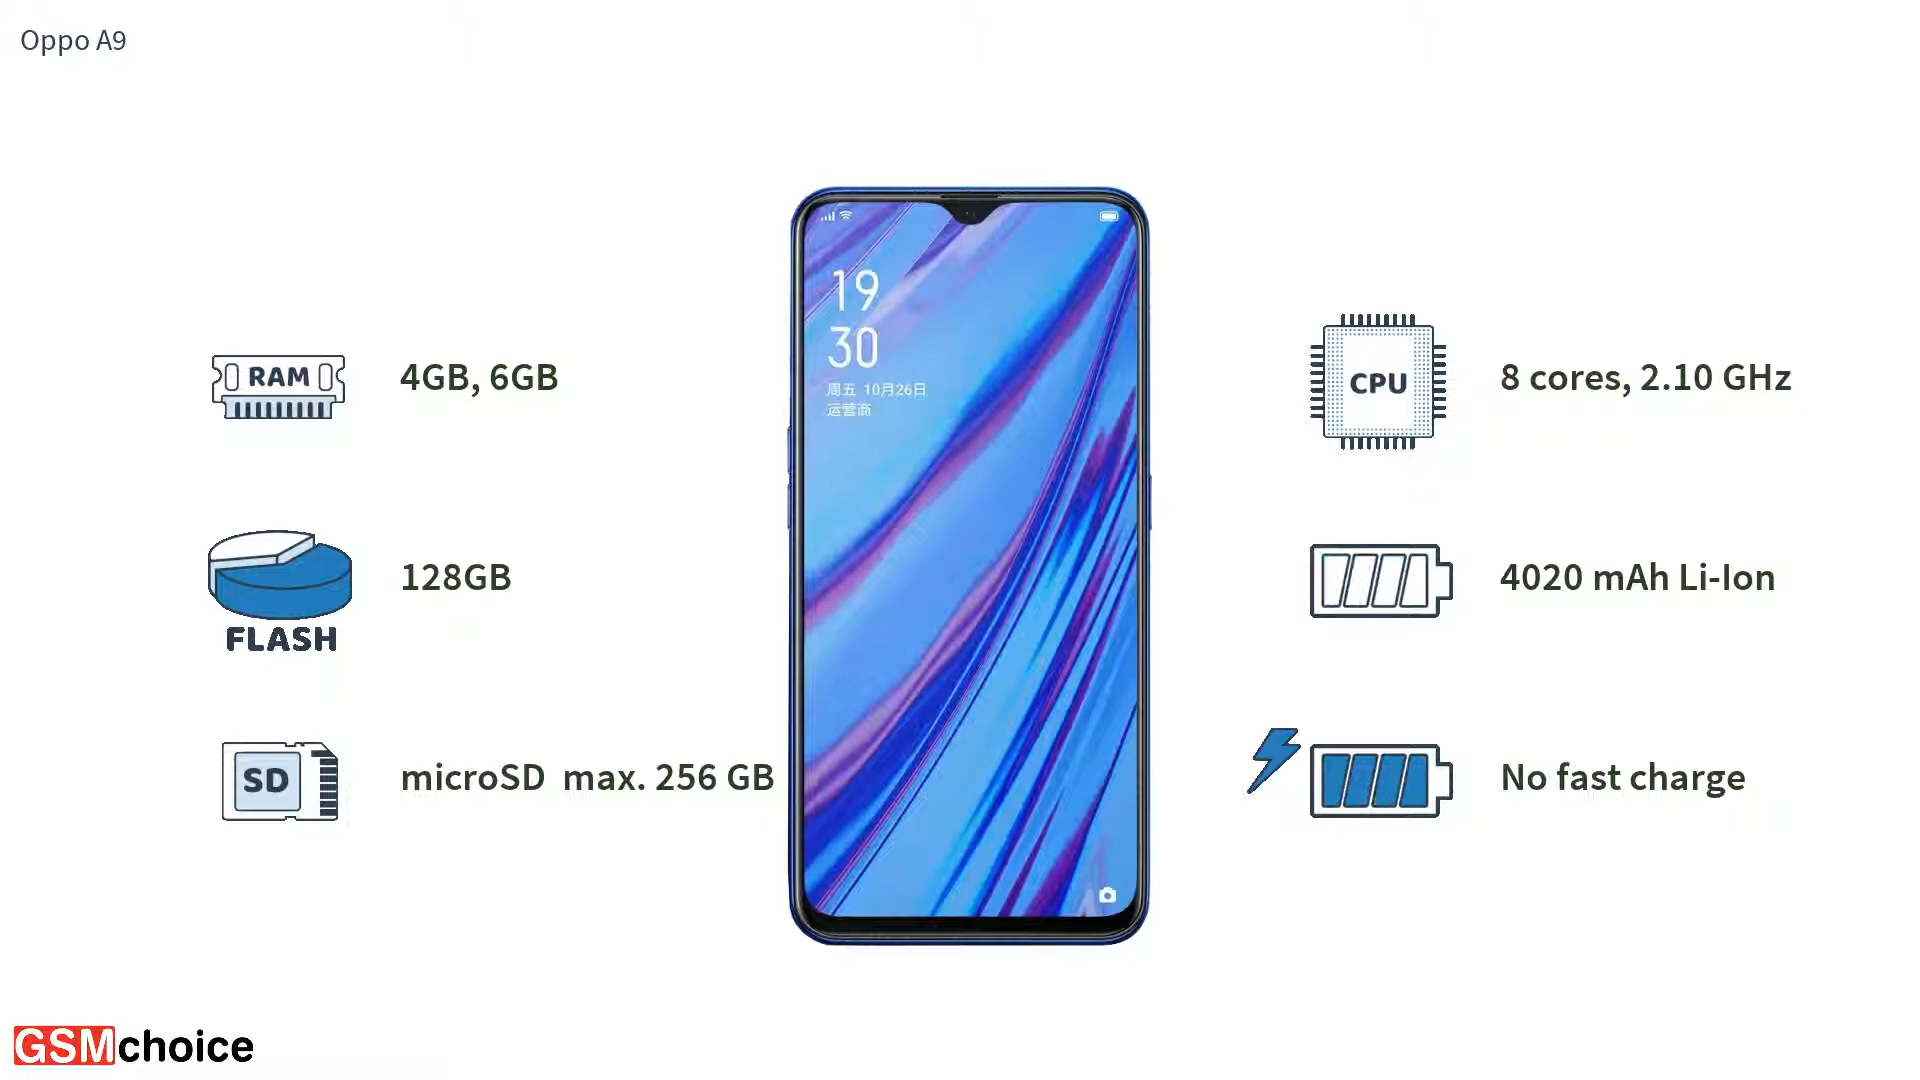 Oppo A9
RAM
4GB, 6GB
FLASH
128GB
SD
microSD  max. 256 GB
19
30
周五 10月26日
运营商
CPU
8 cores, 2.10 GHz
4020 mAh Li-Ion
No fast charge
GSMchoice